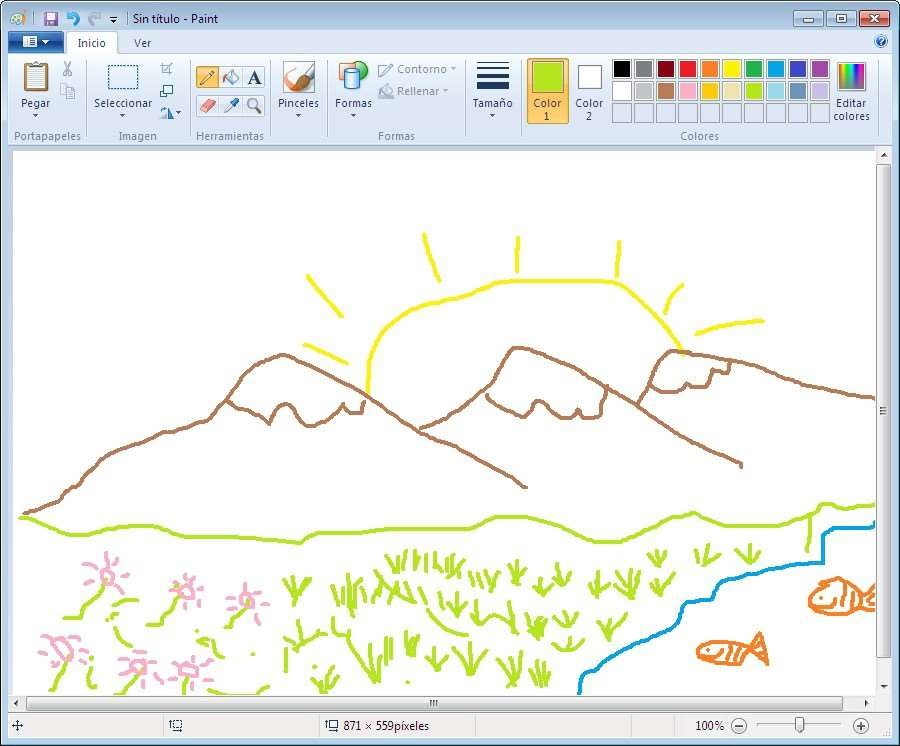 Sin título - Paint
Inicio Ver
Pegar
Portapapeles
Seleccionar
Imagen
A
Herramientas
Pinceles
Formas
Contorno
Rellenar
Formas
Tamaño
Color 1
Color 2
Editar colores
Colores
871 × 559píxeles
100%